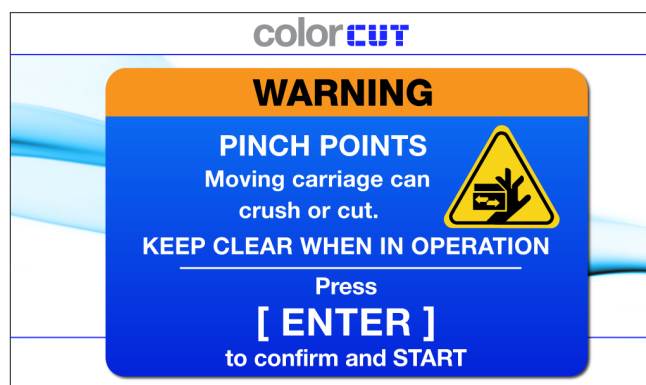 colorcut
WARNING
PINCH POINTS
Moving carriage can
crush or cut.
KEEP CLEAR WHEN IN OPERATION
Press
[ ENTER ]
to confirm and START